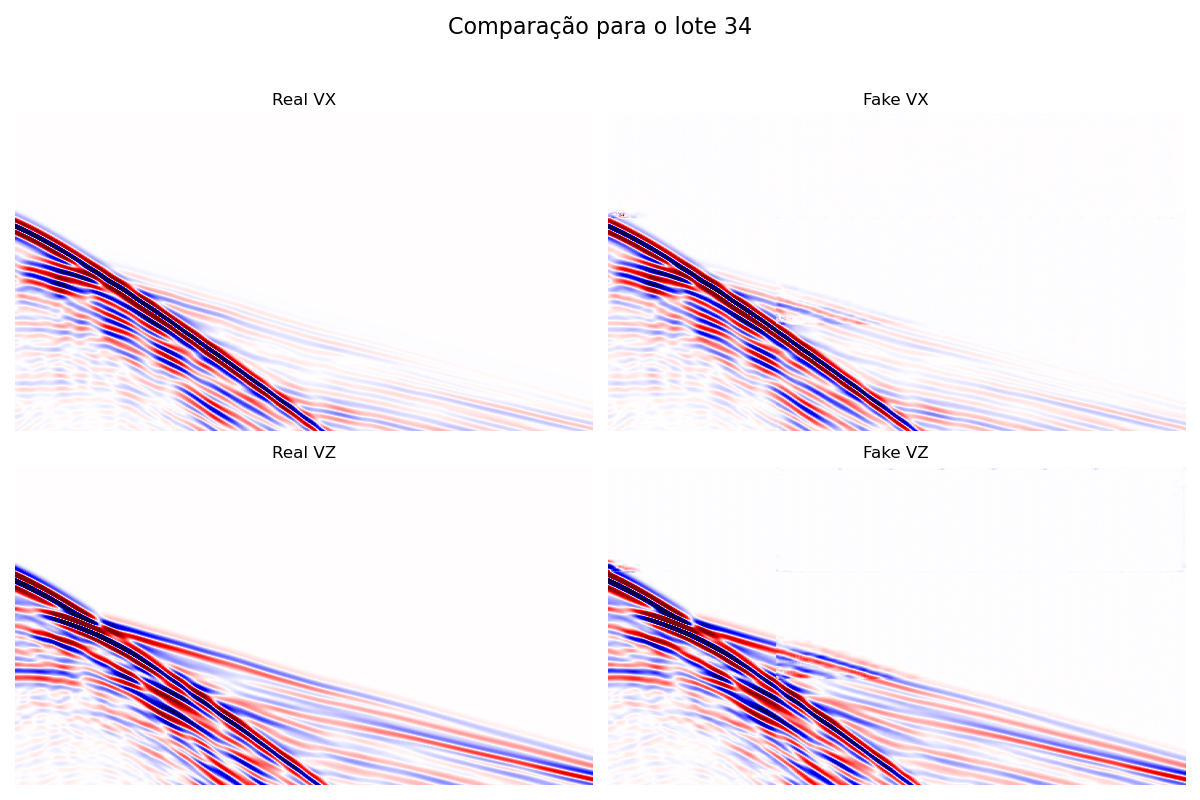 Comparação para o lote 34
Real VX
Fake VX
Real VZ
Fake VZ